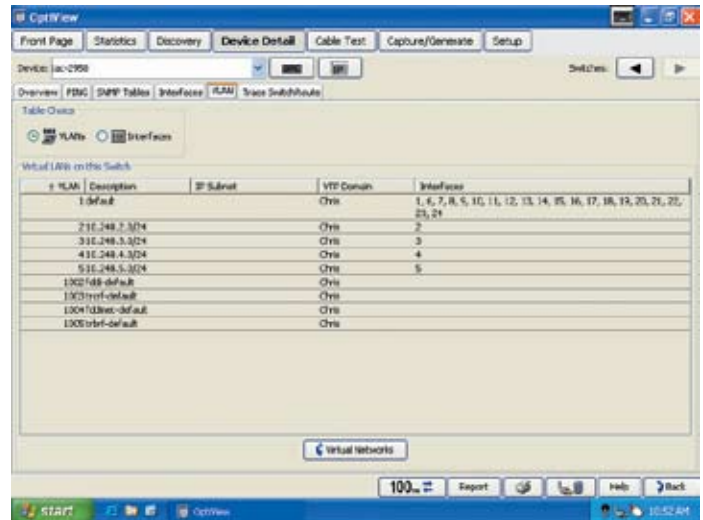 OptiView
Front Page Statistics Discovery Device Detail Cable Test Capture/Generate Setup
Device: lac-2950 Switches:
Overview PING SNMP Tables Interfaces VLAN Trace SwitchRoute
Table Choice
VLANs Interfaces
Virtual LANs on this Switch
VLAN Description IP Subnet VTP Domain Interfaces
1 default Chris 1, 6, 7, 8, 9, 10, 11, 12, 13, 14, 15, 16, 17, 18, 19, 20, 21, 22,
23, 24
2 10.248.2.0/24 Chris 2
3 10.248.3.0/24 Chris 3
4 10.248.4.0/24 Chris 4
5 10.248.5.0/24 Chris 5
1002 fddi-default Chris
1003 trcrf-default Chris
1004 fddinet-default Chris
1005 trbrf-default Chris
Virtual Networks
100 Report Help Back
start OptiView 10:52 AM